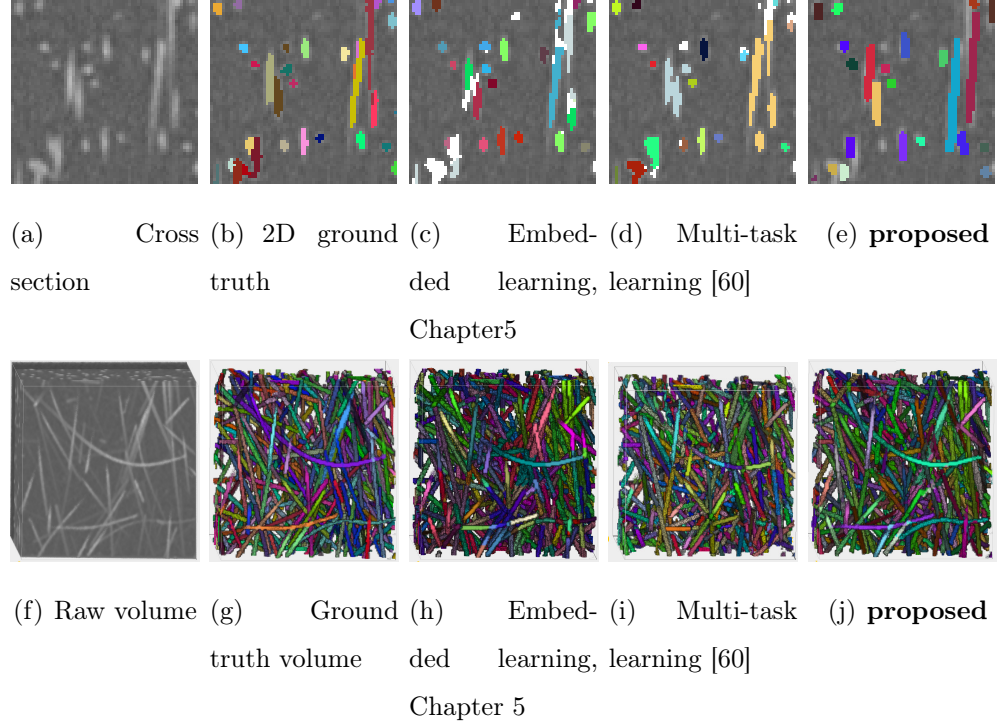 (a) Cross section
(b) 2D ground truth
(c) Embed-
ded learning,
Chapter5
(d) Multi-task
learning [60]
(e) proposed
(f) Raw volume
(g) Ground
truth volume
(h) Embed-
ded learning,
Chapter 5
(i) Multi-task
learning [60]
(j) proposed